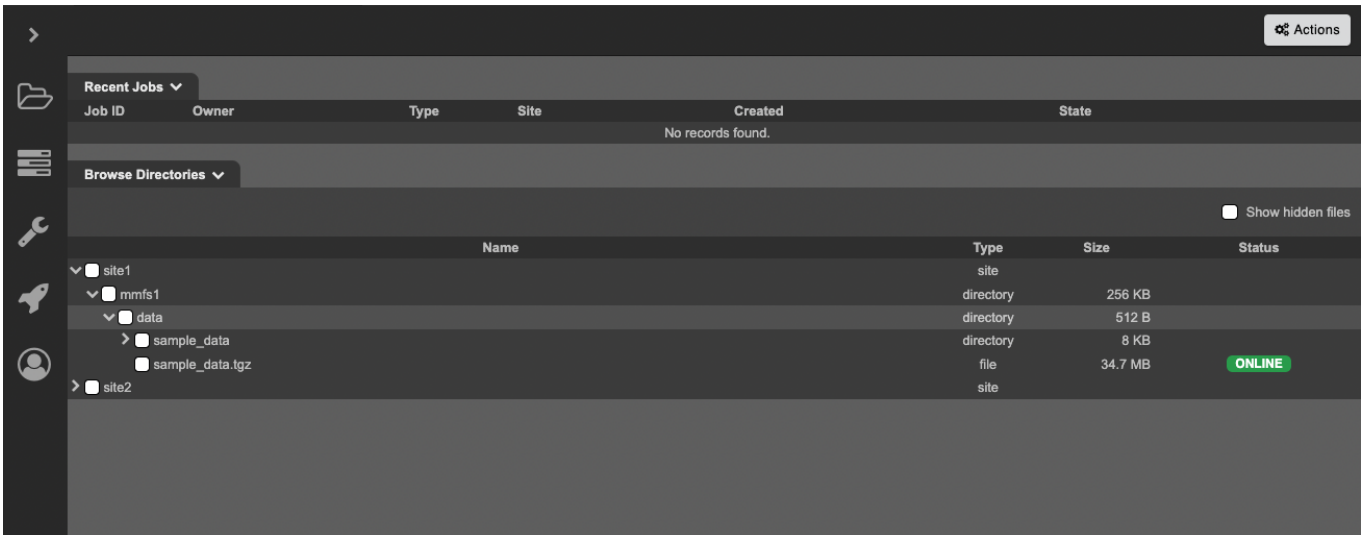 Actions
Recent Jobs
Job ID Owner Type Site Created State
No records found.
Browse Directories
Show hidden files
Name Type Size Status
site1 site
mmfs1 directory 256 KB
data directory 512 B
sample_data directory 8 KB
sample_data.tgz file 34.7 MB ONLINE
site2 site